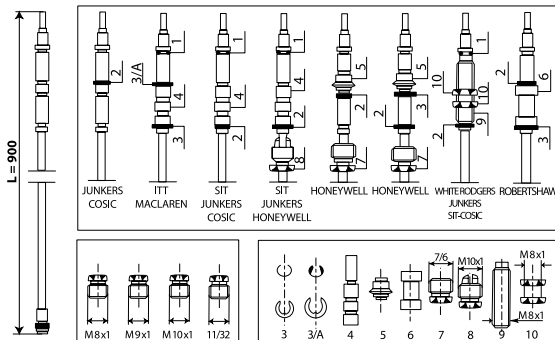 L = 900
2
JUNKERS
COSIC
1
3/A
4
3
ITT
MACLAREN
1
4
2
SIT
JUNKERS
COSIC
1
4
2
8
SIT
JUNKERS
HONEYWELL
5
2
7
HONEYWELL
5
3
2
7
HONEYWELL
10
10
9
2
WHITE RODGERS
JUNKERS
SIT-COSIC
2
6
3
ROBERTSHAW
M8x1
M9x1
M10x1
11/32
3
3/A
4
5
6
7/6
7
M10x1
8
M8x1
9
M8x1
10